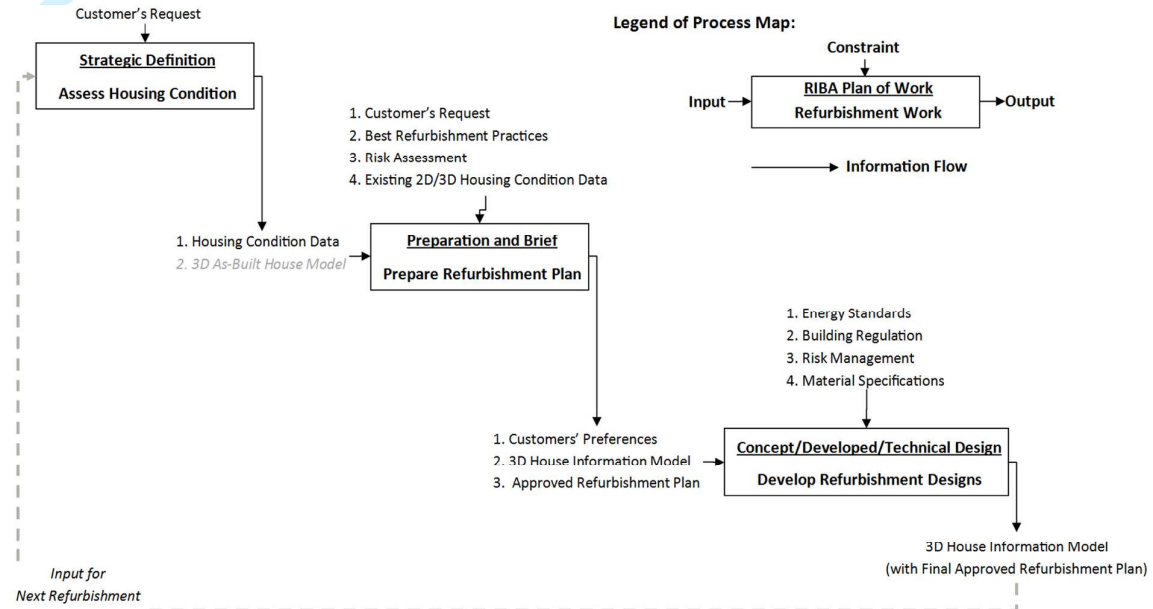 Customer's Request
Strategic Definition
Assess Housing Condition
Legend of Process Map:
Constraint
Input
RIBA Plan of Work
Refurbishment Work
Output
Information Flow
1. Customer's Request
2. Best Refurbishment Practices
3. Risk Assessment
4. Existing 2D/3D Housing Condition Data
1. Housing Condition Data
2. 3D As-Built House Model
Preparation and Brief
Prepare Refurbishment Plan
1. Energy Standards
2. Building Regulation
3. Risk Management
4. Material Specifications
1. Customers' Preferences
2. 3D House Information Model
3. Approved Refurbishment Plan
Concept/Developed/Technical Design
Develop Refurbishment Designs
3D House Information Model
(with Final Approved Refurbishment Plan)
Input for
Next Refurbishment